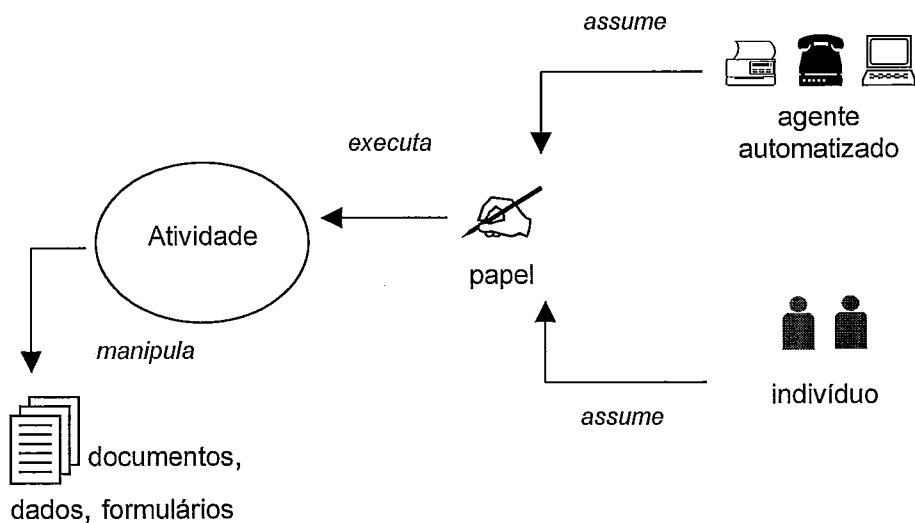 assume
agente
automatizado
executa
Atividade
papel
manipula
indivíduo
assume
documentos,
dados, formulários